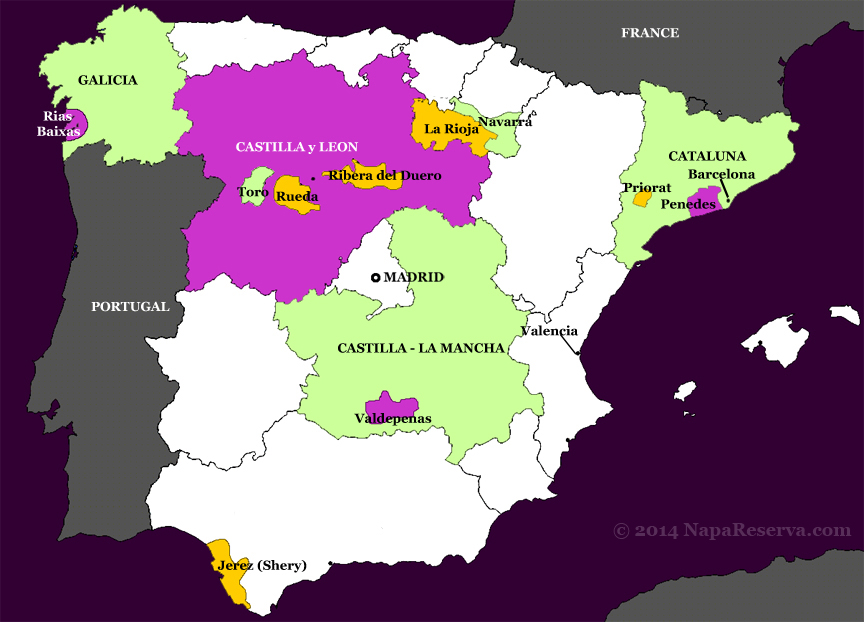 FRANCE
GALICIA
Rias
Baixas
La Rioja
Navarra
CASTILLA y LEON
CATALUNA
Barcelona
Ribera del Duero
Toro
Rueda
Priorat
Penedes
MADRID
PORTUGAL
Valencia
CASTILLA - LA MANCHA
Valdepenas
© 2014 NapaReserva.com
Jerez (Shery)